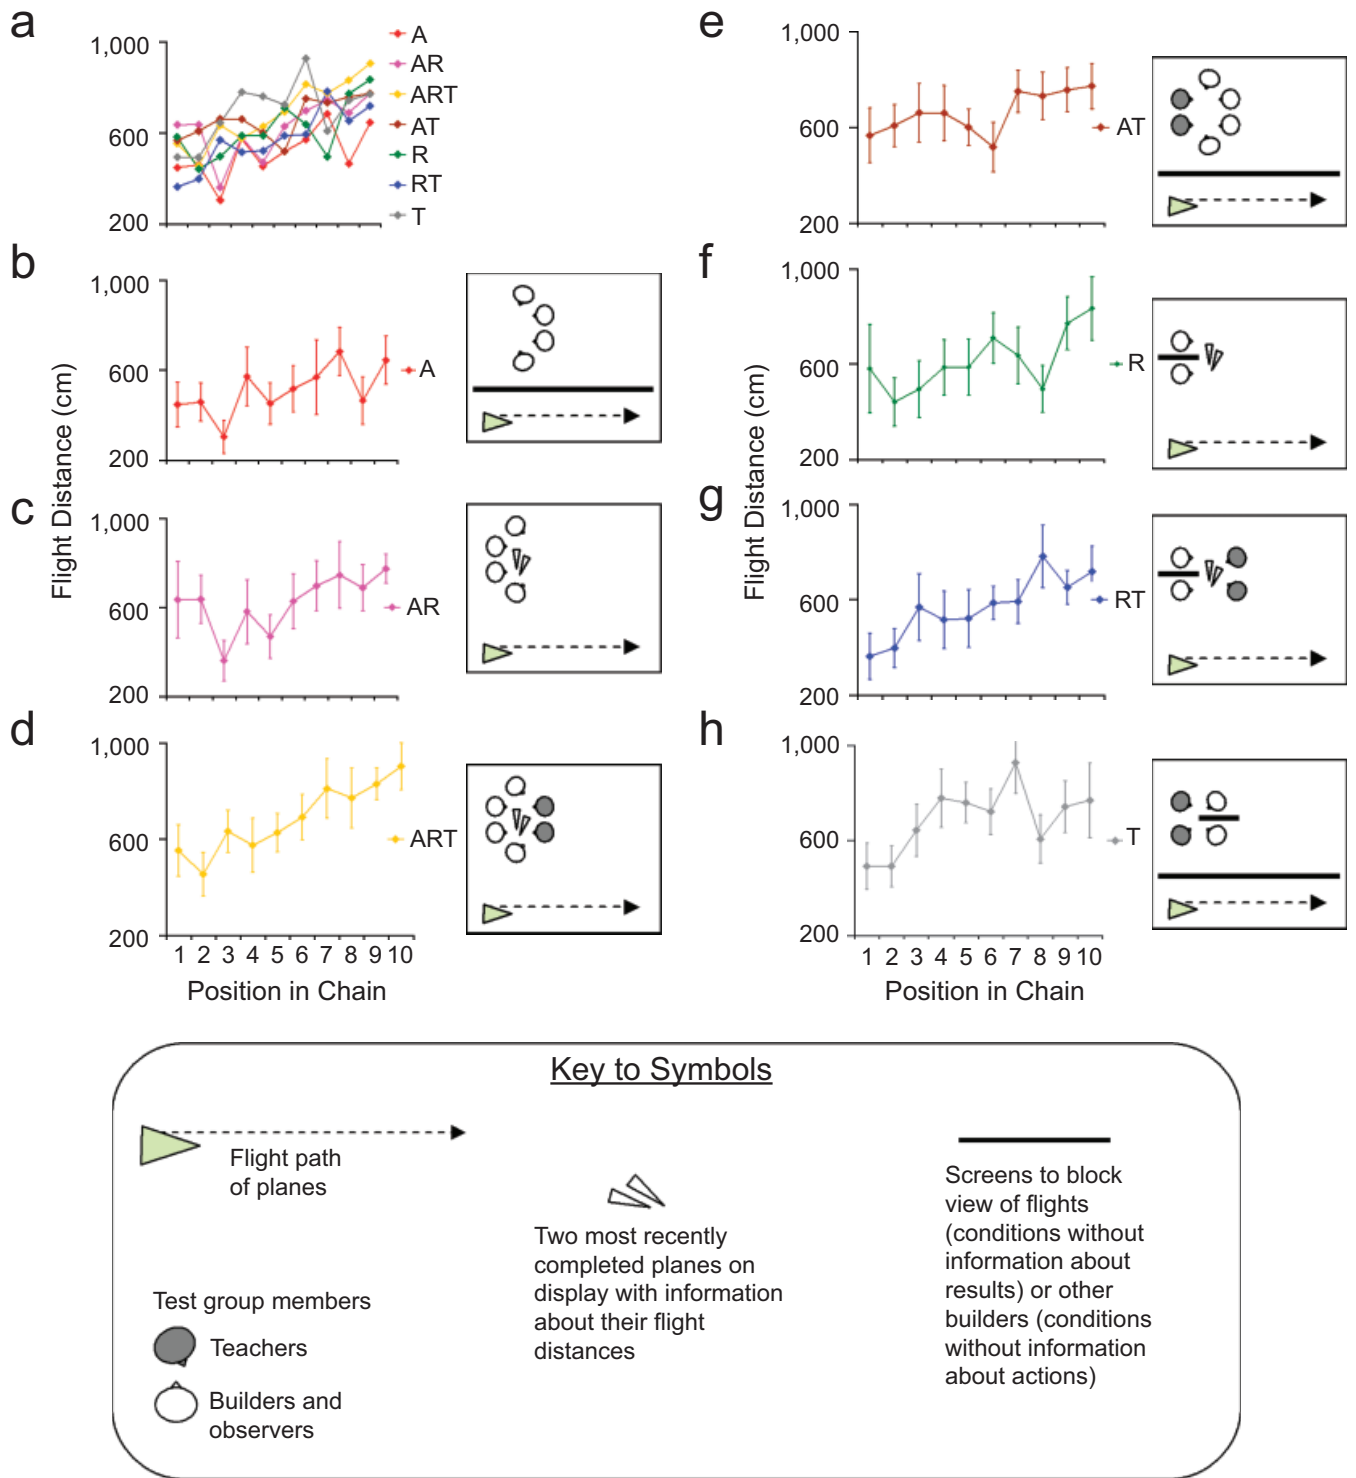 a
1,000
600
200
A
AR
ART
AT
R
RT
T
b
1,000
600
200
A
c
1,000
600
200
AR
Flight Distance (cm)
d
1,000
600
200
ART
1 2 3 4 5 6 7 8 9 10
Position in Chain
e
1,000
600
200
AT
f
1,000
600
200
R
g
1,000
600
200
RT
Flight Distance (cm)
h
1,000
600
200
T
1 2 3 4 5 6 7 8 9 10
Position in Chain
Key to Symbols
Flight path
of planes
Test group members
Teachers
Builders and
observers
Two most recently
completed planes on
display with information
about their flight
distances
Screens to block
view of flights
(conditions without
information about
results) or other
builders (conditions
without information
about actions)